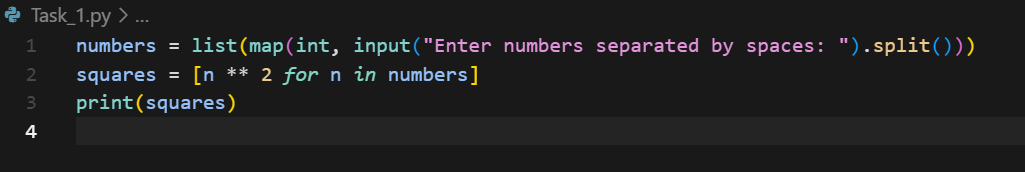 Task_1.py > ...
1 numbers = list(map(int, input("Enter numbers separated by spaces: ").split()))
2 squares = [n ** 2 for n in numbers]
3 print(squares)
4